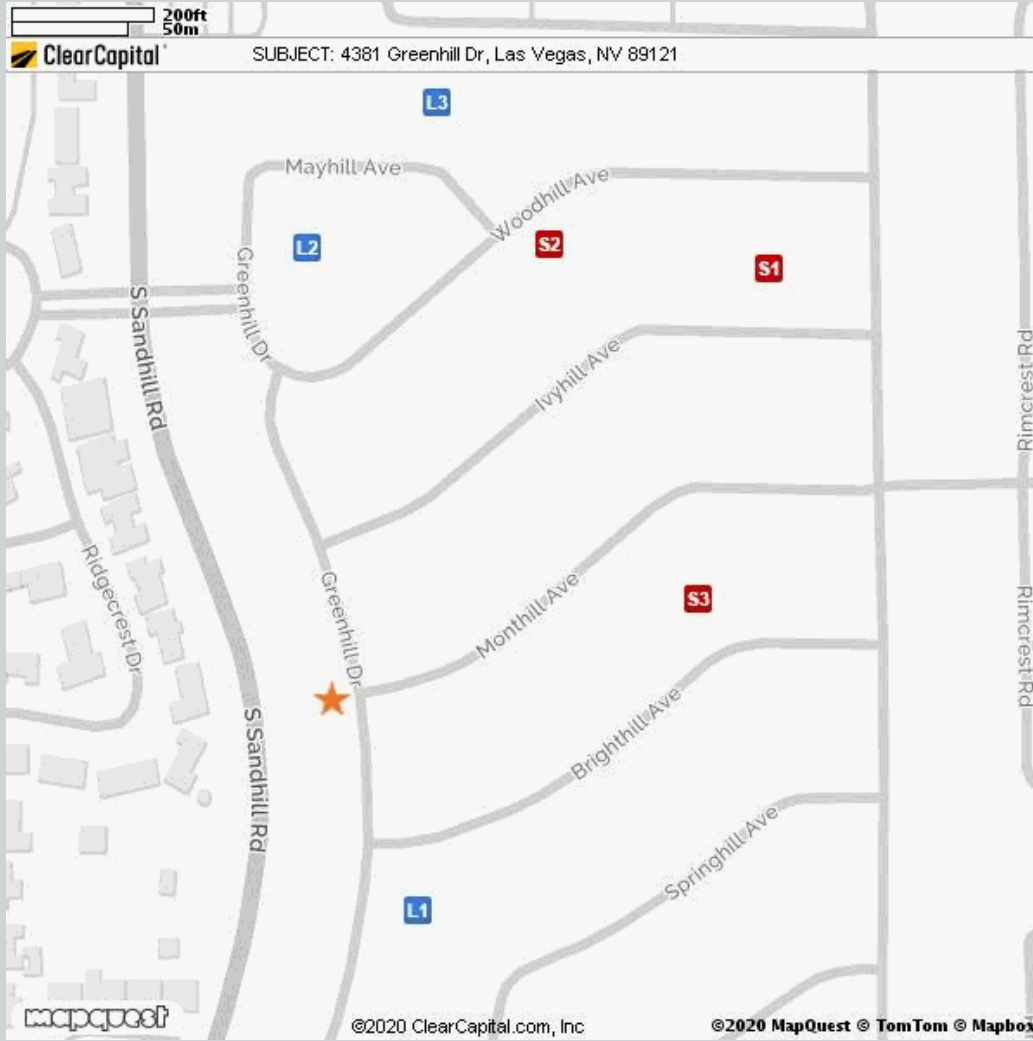 200ft
50m
ClearCapital
SUBJECT: 4381 Greenhill Dr, Las Vegas, NV 89121
L3
Mayhill Ave
Woodhill Ave
L2
S2
S1
Greenhill Dr
S Sandhill Rd
Ivyhill Ave
Rimcrest Rd
Ridgecrest Dr
Greenhill Dr
Monthill Ave
S3
Rimcrest Rd
S Sandhill Rd
Brighthill Ave
Springhill Ave
L1
mapquest
©2020 ClearCapital.com, Inc
©2020 MapQuest © TomTom © Mapbox